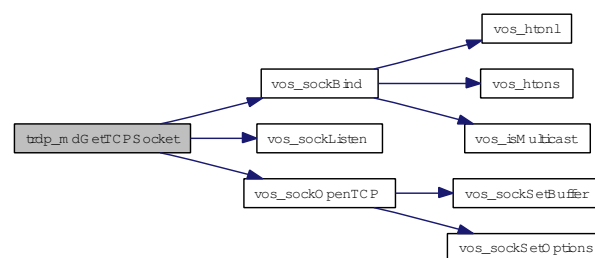 vos_htonl
vos_sockBind
vos_htons
trdp_mdGetTCPSocket
vos_sockListen
vos_isMulticast
vos_sockOpenTCP
vos_sockSetBuffer
vos_sockSetOptions